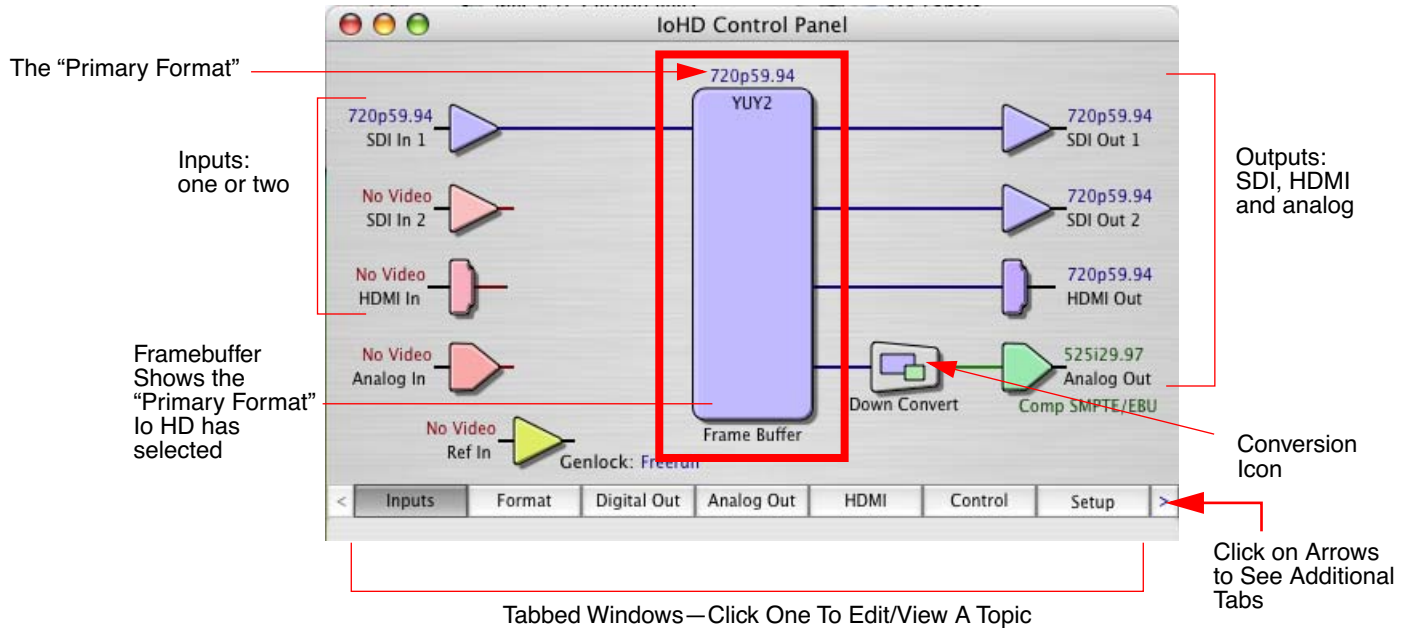 IoHD Control Panel
The “Primary Format”
720p59.94
YUY2
720p59.94
SDI In 1
720p59.94
SDI Out 1
Inputs:
one or two
Outputs:
SDI, HDMI
and analog
No Video
SDI In 2
720p59.94
SDI Out 2
No Video
HDMI In
720p59.94
HDMI Out
Framebuffer
Shows the
“Primary Format”
Io HD has
selected
No Video
Analog In
Down Convert
525i29.97
Analog Out
Comp SMPTE/EBU
No Video
Ref In
Genlock: Freerun
Frame Buffer
Conversion
Icon
< Inputs Format Digital Out Analog Out HDMI Control Setup >
Click on Arrows
to See Additional
Tabs
Tabbed Windows—Click One To Edit/View A Topic